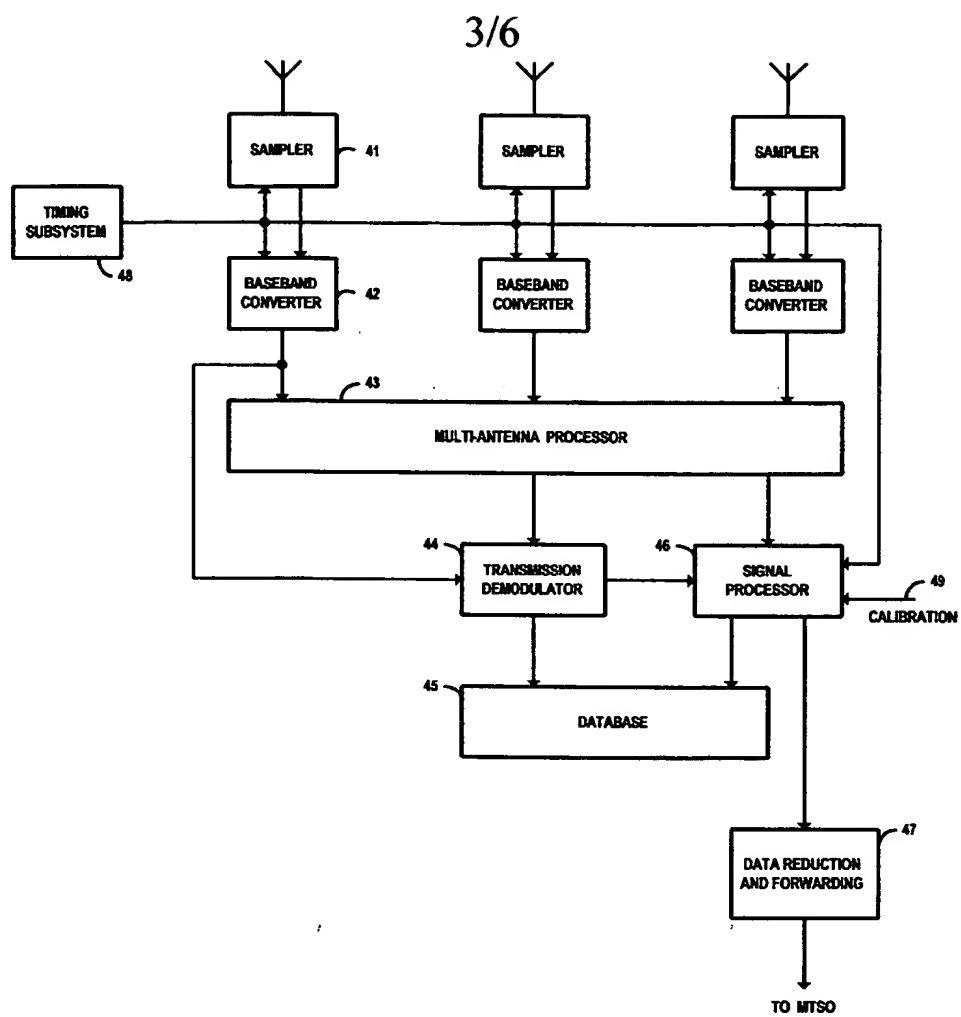 3/6
SAMPLER
41
SAMPLER
SAMPLER
TIMING
SUBSYSTEM
48
BASEBAND
CONVERTER
42
BASEBAND
CONVERTER
BASEBAND
CONVERTER
43
MULTI-ANTENNA PROCESSOR
44
TRANSMISSION
DEMODULATOR
46
SIGNAL
PROCESSOR
49
CALIBRATION
45
DATABASE
47
DATA REDUCTION
AND FORWARDING
TO MTSO